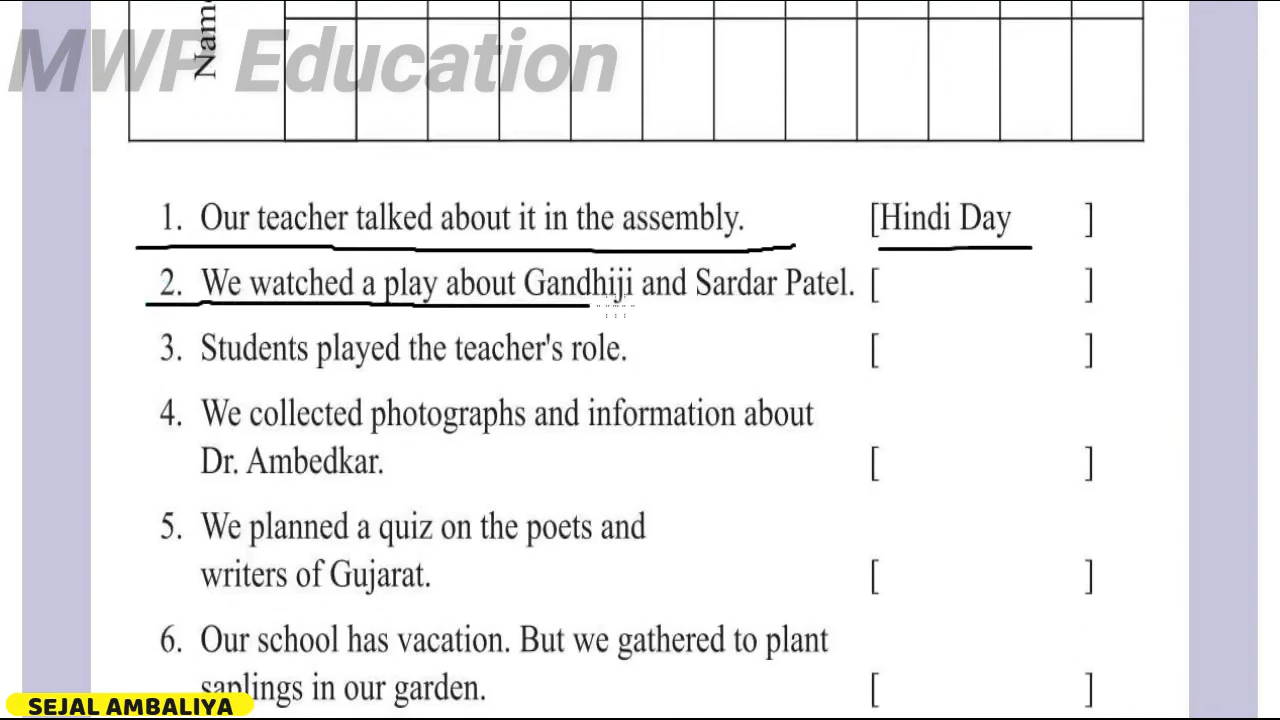 Name
MWP Education
1. Our teacher talked about it in the assembly. [Hindi Day ]
2. We watched a play about Gandhiji and Sardar Patel. [ ]
3. Students played the teacher's role. [ ]
4. We collected photographs and information about
Dr. Ambedkar. [ ]
5. We planned a quiz on the poets and
writers of Gujarat. [ ]
6. Our school has vacation. But we gathered to plant
saplings in our garden. [ ]
SEJAL AMBALIYA